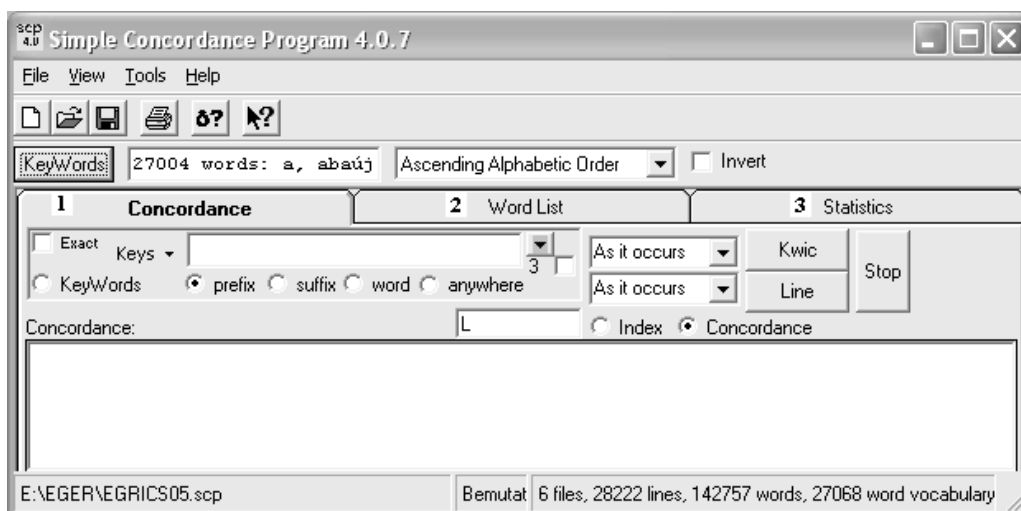 scp 4.0 Simple Concordance Program 4.0.7
File View Tools Help
δ? ?
KeyWords 27004 words: a, abaúj Ascending Alphabetic Order Invert
1 Concordance 2 Word List 3 Statistics
Exact Keys 3 As it occurs Kwic Stop
KeyWords prefix suffix word anywhere As it occurs Line
Concordance: L Index Concordance
E:\EGER\EGRICS05.scp Bemutat 6 files, 28222 lines, 142757 words, 27068 word vocabulary